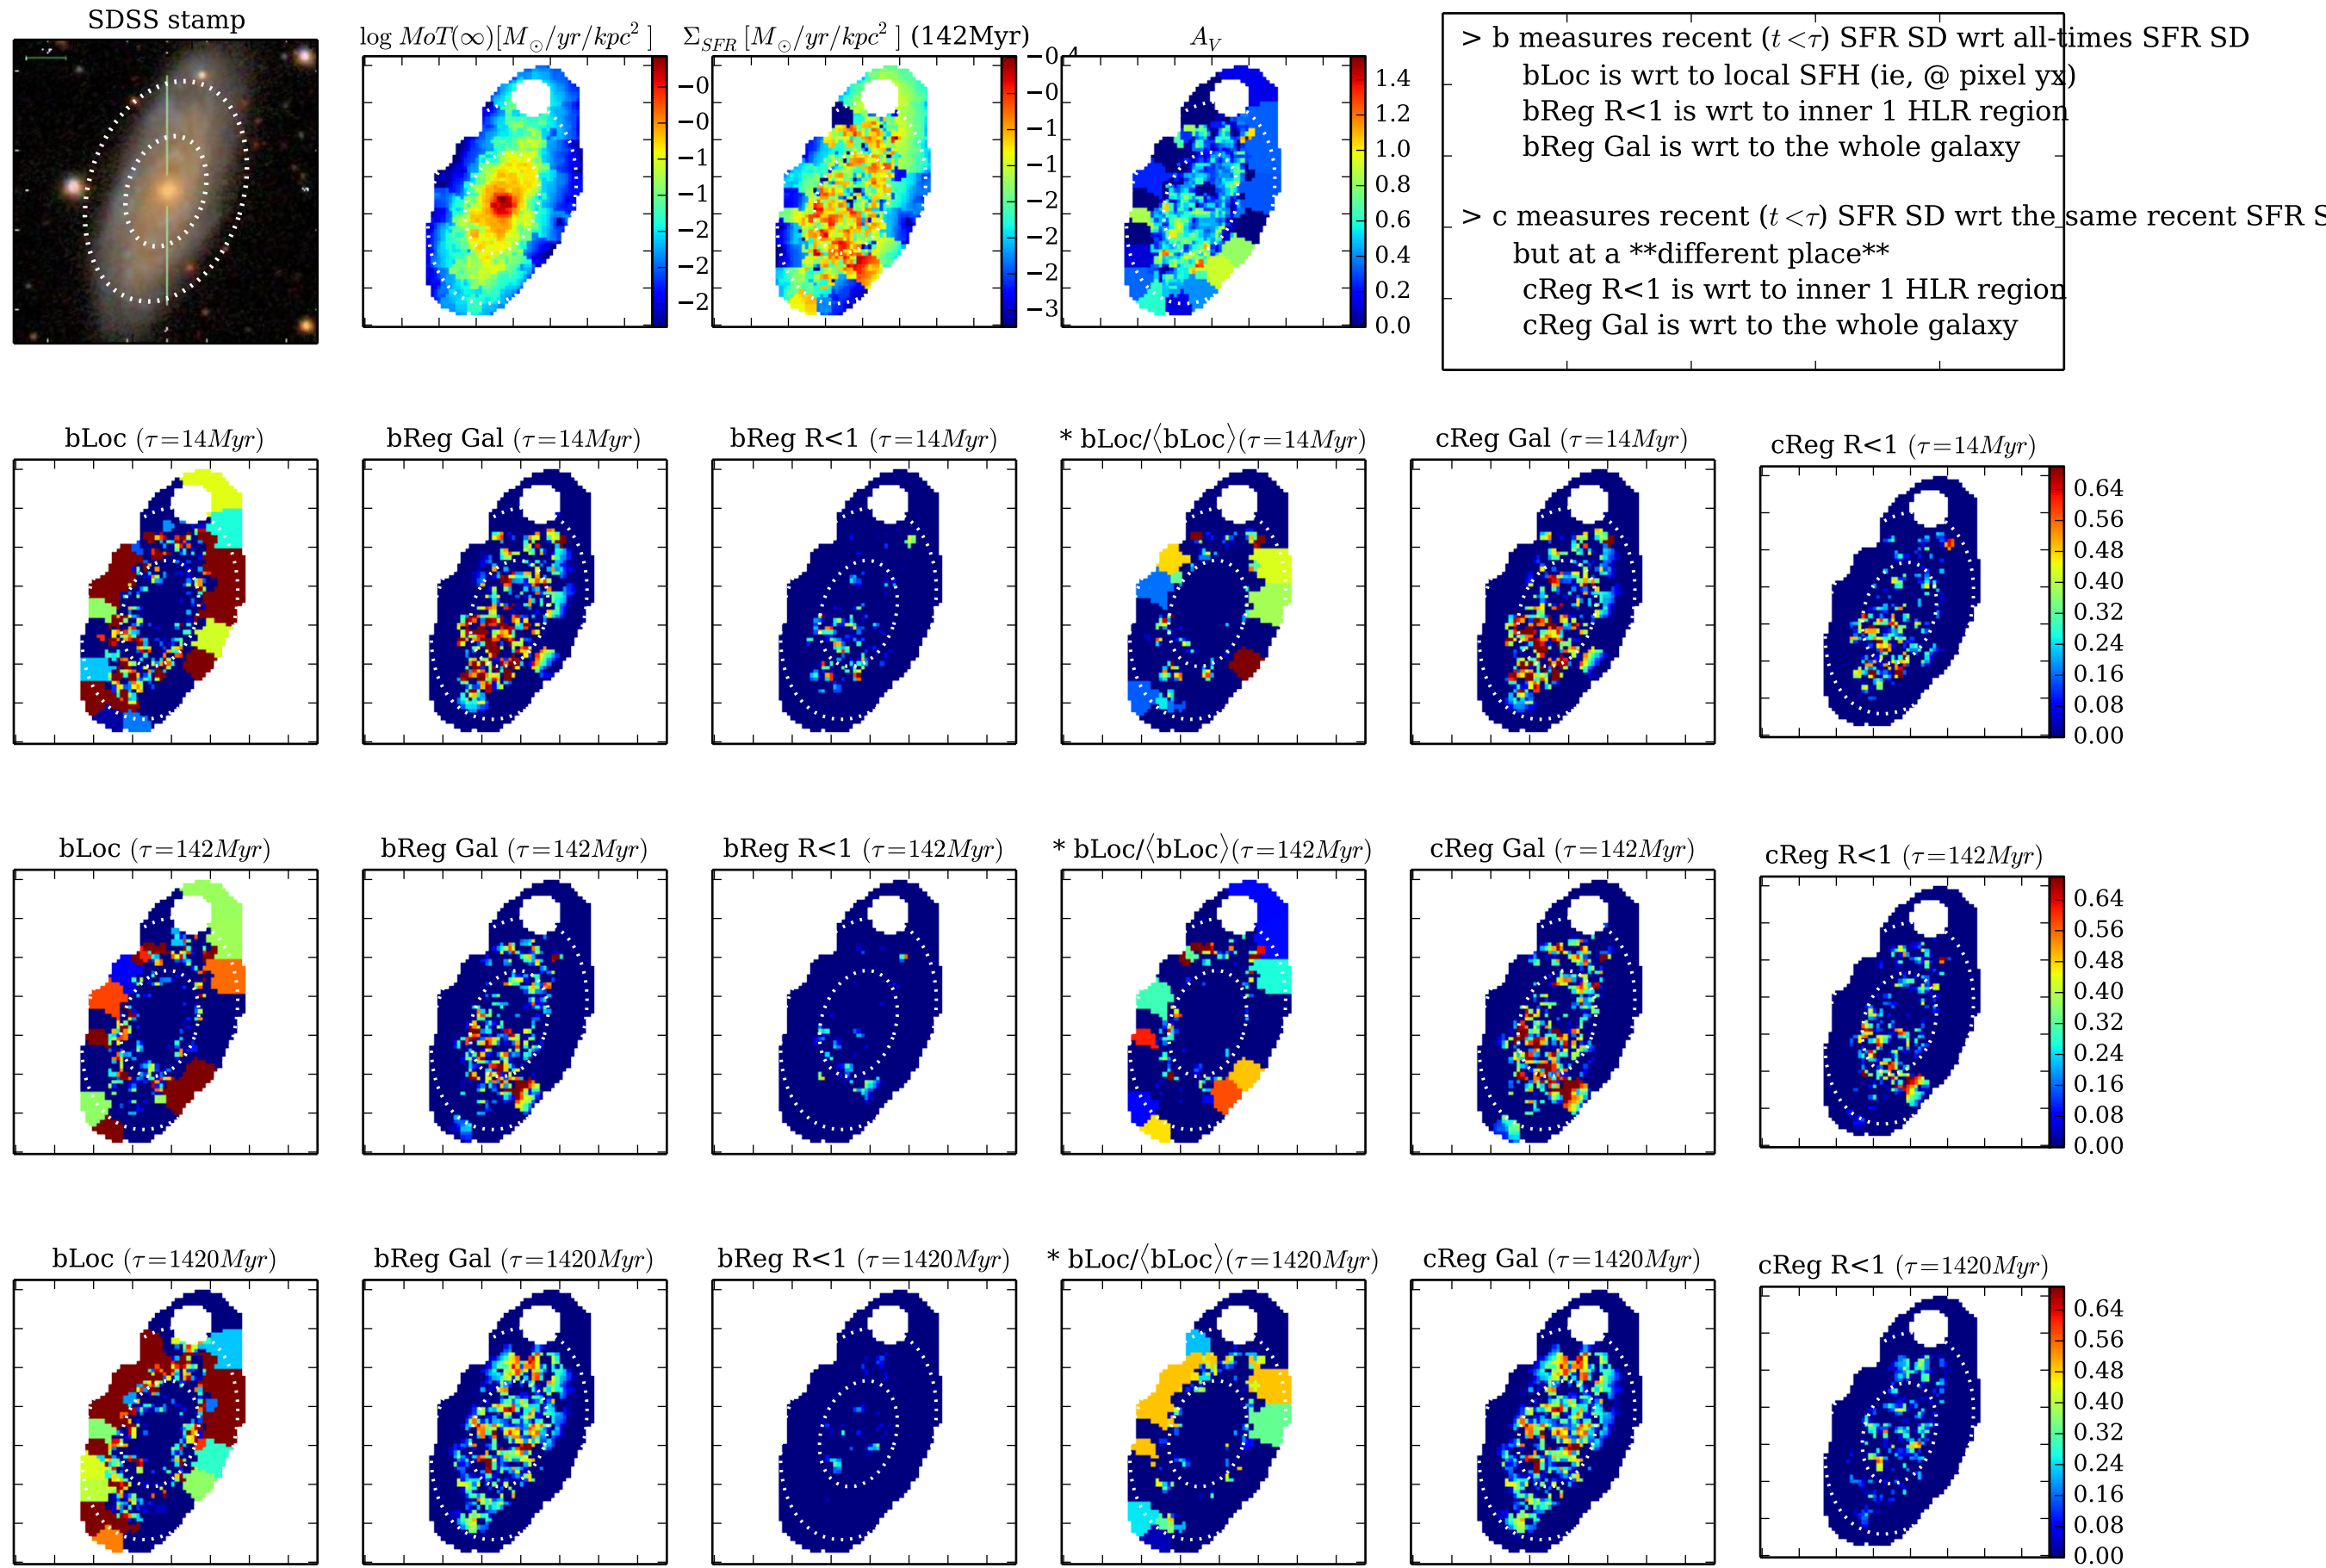 SDSS stamp
log MoT(∞)[M☉/yr/kpc² ]
Σ_SFR [M☉/yr/kpc² ] (142Myr)
A_V
−0
−0
−1
−1
−2
−2
−2
−0.4
−0
−1
−1
−2
−2
−3
1.4
1.2
1.0
0.8
0.6
0.4
0.2
0.0
> b measures recent (t<τ) SFR SD wrt all-times SFR SD
bLoc is wrt to local SFH (ie, @ pixel yx)
bReg R<1 is wrt to inner 1 HLR region
bReg Gal is wrt to the whole galaxy
> c measures recent (t<τ) SFR SD wrt the same recent SFR S
but at a **different place**
cReg R<1 is wrt to inner 1 HLR region
cReg Gal is wrt to the whole galaxy
bLoc (τ=14Myr)
bReg Gal (τ=14Myr)
bReg R<1 (τ=14Myr)
* bLoc/⟨bLoc⟩(τ=14Myr)
cReg Gal (τ=14Myr)
cReg R<1 (τ=14Myr)
0.64
0.56
0.48
0.40
0.32
0.24
0.16
0.08
0.00
bLoc (τ=142Myr)
bReg Gal (τ=142Myr)
bReg R<1 (τ=142Myr)
* bLoc/⟨bLoc⟩(τ=142Myr)
cReg Gal (τ=142Myr)
cReg R<1 (τ=142Myr)
0.64
0.56
0.48
0.40
0.32
0.24
0.16
0.08
0.00
bLoc (τ=1420Myr)
bReg Gal (τ=1420Myr)
bReg R<1 (τ=1420Myr)
* bLoc/⟨bLoc⟩(τ=1420Myr)
cReg Gal (τ=1420Myr)
cReg R<1 (τ=1420Myr)
0.64
0.56
0.48
0.40
0.32
0.24
0.16
0.08
0.00